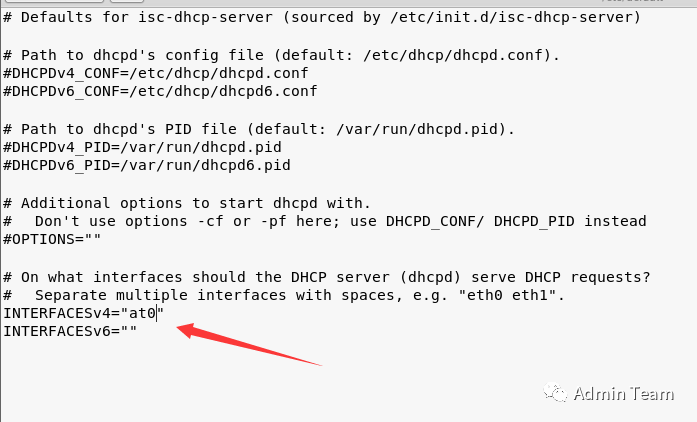 # Defaults for isc-dhcp-server (sourced by /etc/init.d/isc-dhcp-server)
# Path to dhcpd's config file (default: /etc/dhcp/dhcpd.conf).
#DHCPDv4_CONF=/etc/dhcp/dhcpd.conf
#DHCPDv6_CONF=/etc/dhcp/dhcpd6.conf
# Path to dhcpd's PID file (default: /var/run/dhcpd.pid).
#DHCPDv4_PID=/var/run/dhcpd.pid
#DHCPDv6_PID=/var/run/dhcpd6.pid
# Additional options to start dhcpd with.
#   Don't use options -cf or -pf here; use DHCPD_CONF/ DHCPD_PID instead
#OPTIONS=""
# On what interfaces should the DHCP server (dhcpd) serve DHCP requests?
#   Separate multiple interfaces with spaces, e.g. "eth0 eth1".
INTERFACESv4="at0"
INTERFACESv6=""
Admin Team